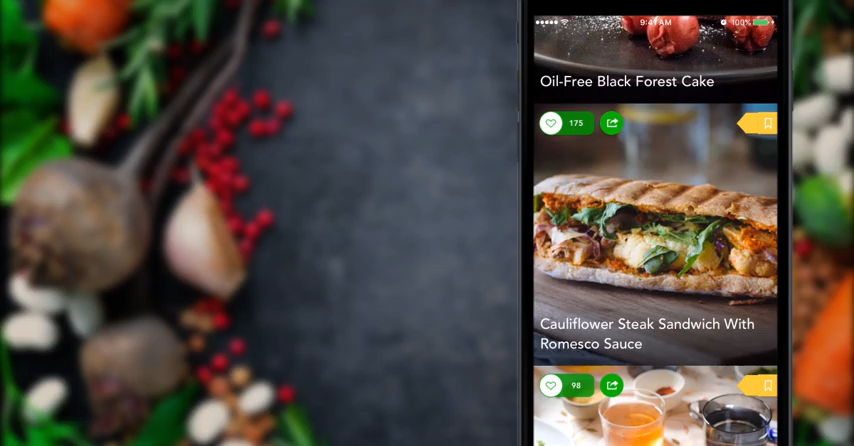 9:41 AM
100%
Oil-Free Black Forest Cake
175
Cauliflower Steak Sandwich With
Romesco Sauce
98